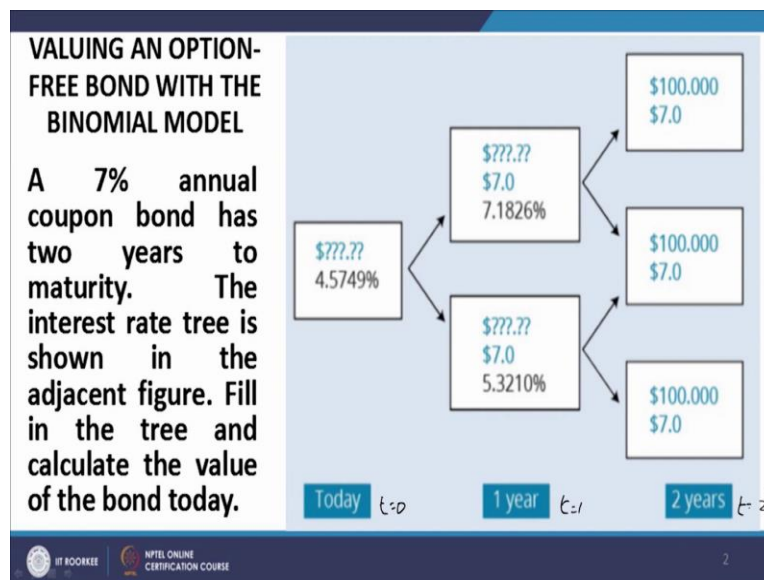 VALUING AN OPTION-
FREE BOND WITH THE
BINOMIAL MODEL
A 7% annual
coupon bond has
two years to
maturity. The
interest rate tree is
shown in the
adjacent figure. Fill
in the tree and
calculate the value
of the bond today.
$???.??
4.5749%
$???.??
$7.0
7.1826%
$???.??
$7.0
5.3210%
$100.000
$7.0
$100.000
$7.0
$100.000
$7.0
Today t=0
1 year t=1
2 years t=2
IIT ROORKEE
NPTEL ONLINE
CERTIFICATION COURSE
2